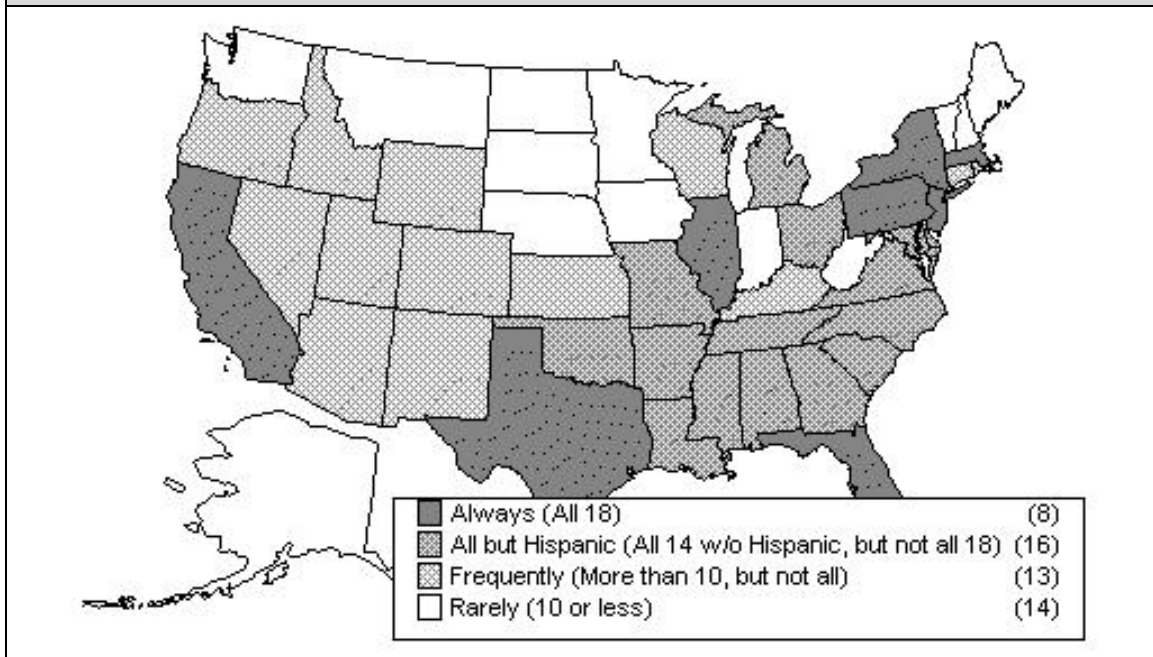 Always (All 18) (8)
All but Hispanic (All 14 w/o Hispanic, but not all 18) (16)
Frequently (More than 10, but not all) (13)
Rarely (10 or less) (14)